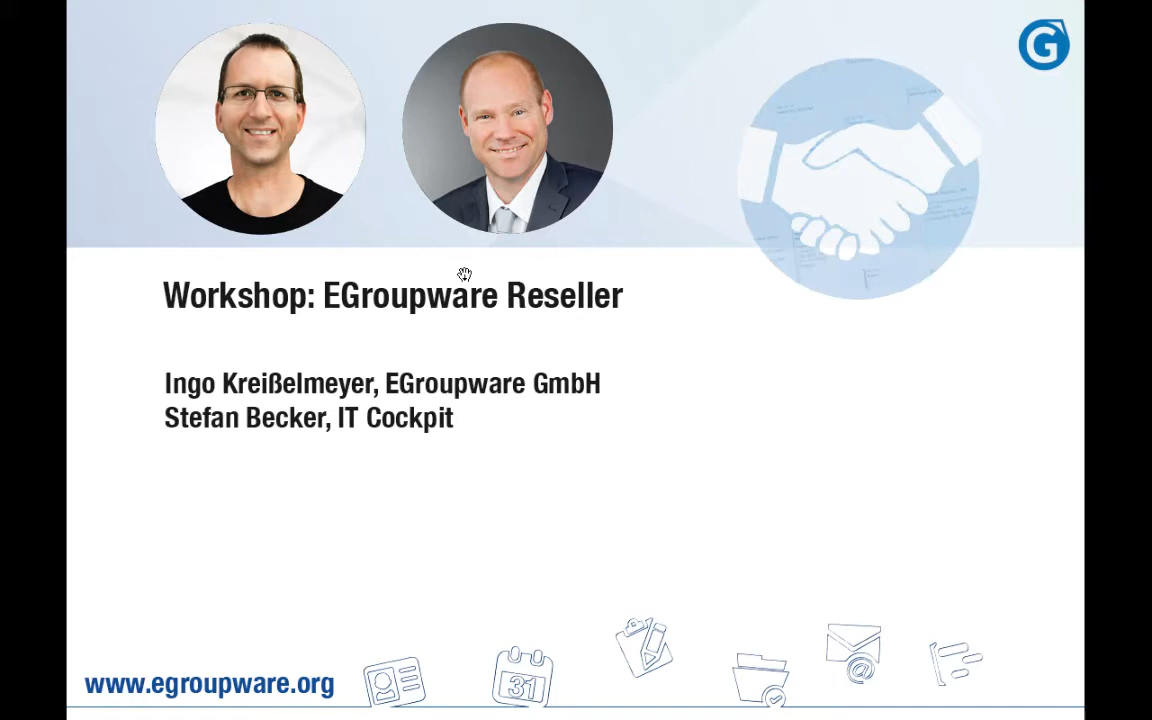 G
Workshop: EGroupware Reseller
Ingo Kreißelmeyer, EGroupware GmbH
Stefan Becker, IT Cockpit
www.egroupware.org
31
@